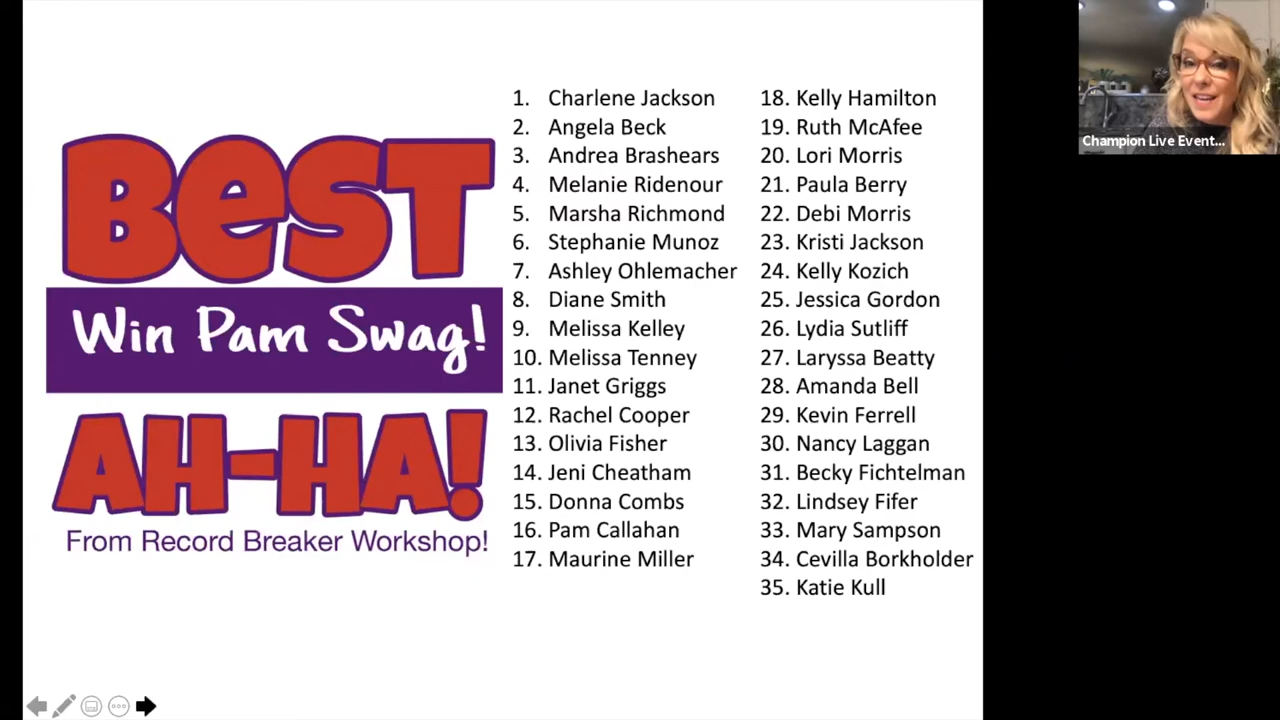 BEST
Win Pam Swag!
AH-HA!
From Record Breaker Workshop!
1. Charlene Jackson
2. Angela Beck
3. Andrea Brashears
4. Melanie Ridenour
5. Marsha Richmond
6. Stephanie Munoz
7. Ashley Ohlemacher
8. Diane Smith
9. Melissa Kelley
10. Melissa Tenney
11. Janet Griggs
12. Rachel Cooper
13. Olivia Fisher
14. Jeni Cheatham
15. Donna Combs
16. Pam Callahan
17. Maurine Miller
18. Kelly Hamilton
19. Ruth McAfee
20. Lori Morris
21. Paula Berry
22. Debi Morris
23. Kristi Jackson
24. Kelly Kozich
25. Jessica Gordon
26. Lydia Sutliff
27. Laryssa Beatty
28. Amanda Bell
29. Kevin Ferrell
30. Nancy Laggan
31. Becky Fichtelman
32. Lindsey Fifer
33. Mary Sampson
34. Cevilla Borkholder
35. Katie Kull
Champion Live Event...